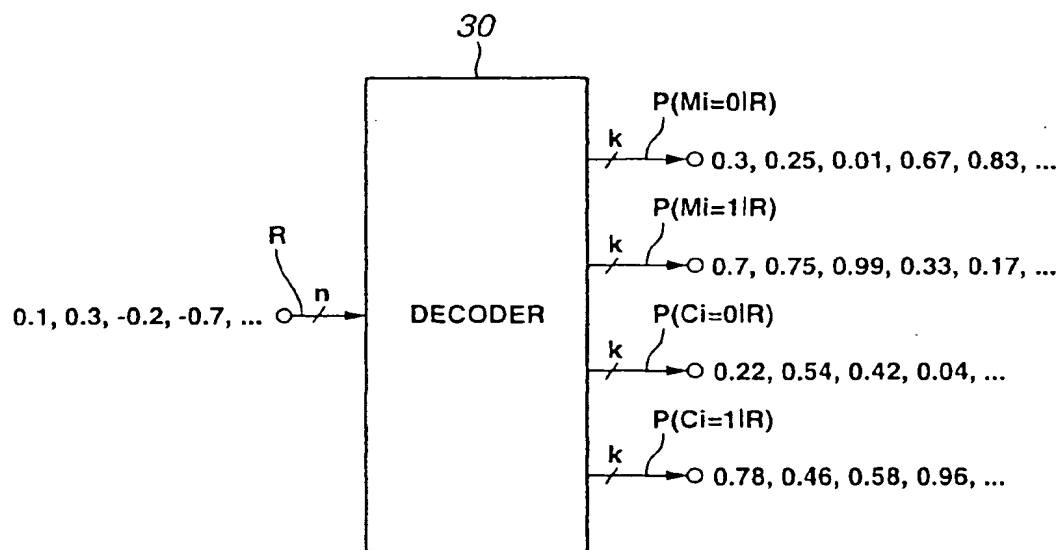 30
P(Mi=0|R)
k
0.3, 0.25, 0.01, 0.67, 0.83, ...
P(Mi=1|R)
k
0.7, 0.75, 0.99, 0.33, 0.17, ...
R
n
0.1, 0.3, -0.2, -0.7, ...
DECODER
P(Ci=0|R)
k
0.22, 0.54, 0.42, 0.04, ...
P(Ci=1|R)
k
0.78, 0.46, 0.58, 0.96, ...